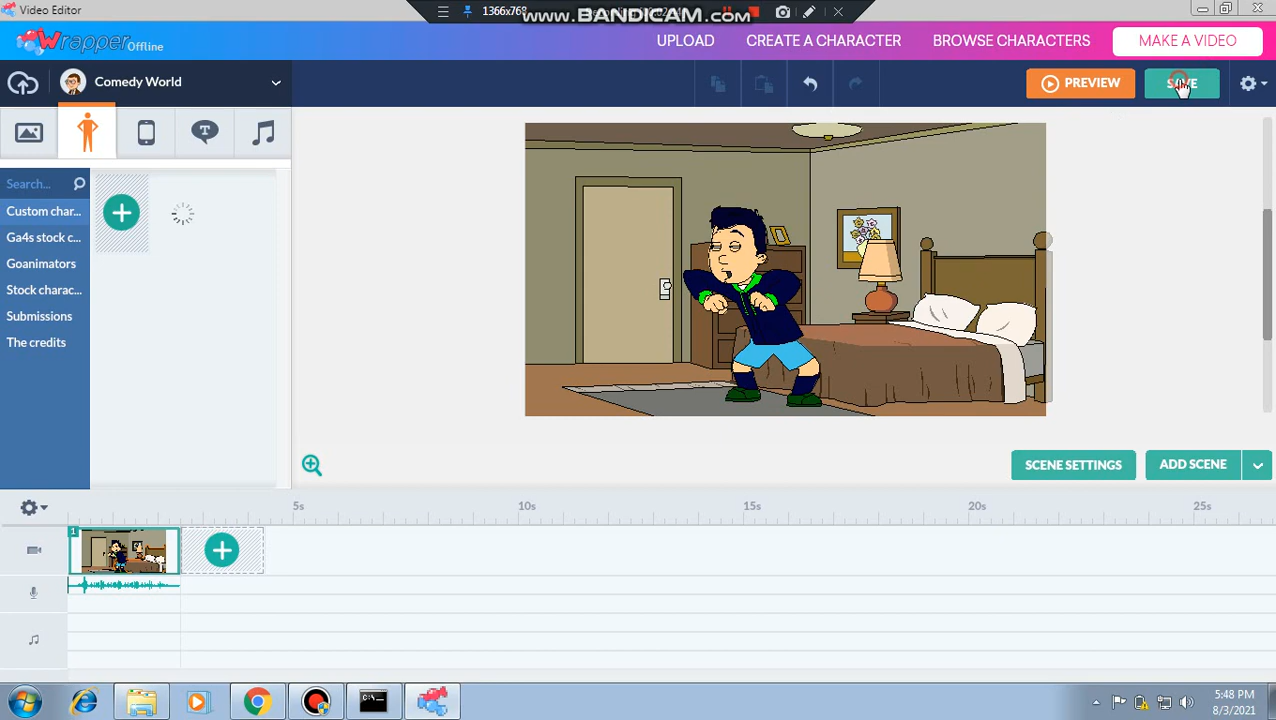 Video Editor
1366x768
www.BANDICAM.com
Wrapper Offline
UPLOAD
CREATE A CHARACTER
BROWSE CHARACTERS
MAKE A VIDEO
Comedy World
PREVIEW
SAVE
Search...
Custom char...
Ga4s stock c...
Goanimators
Stock charac...
Submissions
The credits
SCENE SETTINGS
ADD SCENE
5s
10s
15s
20s
25s
1
5:48 PM
8/3/2021